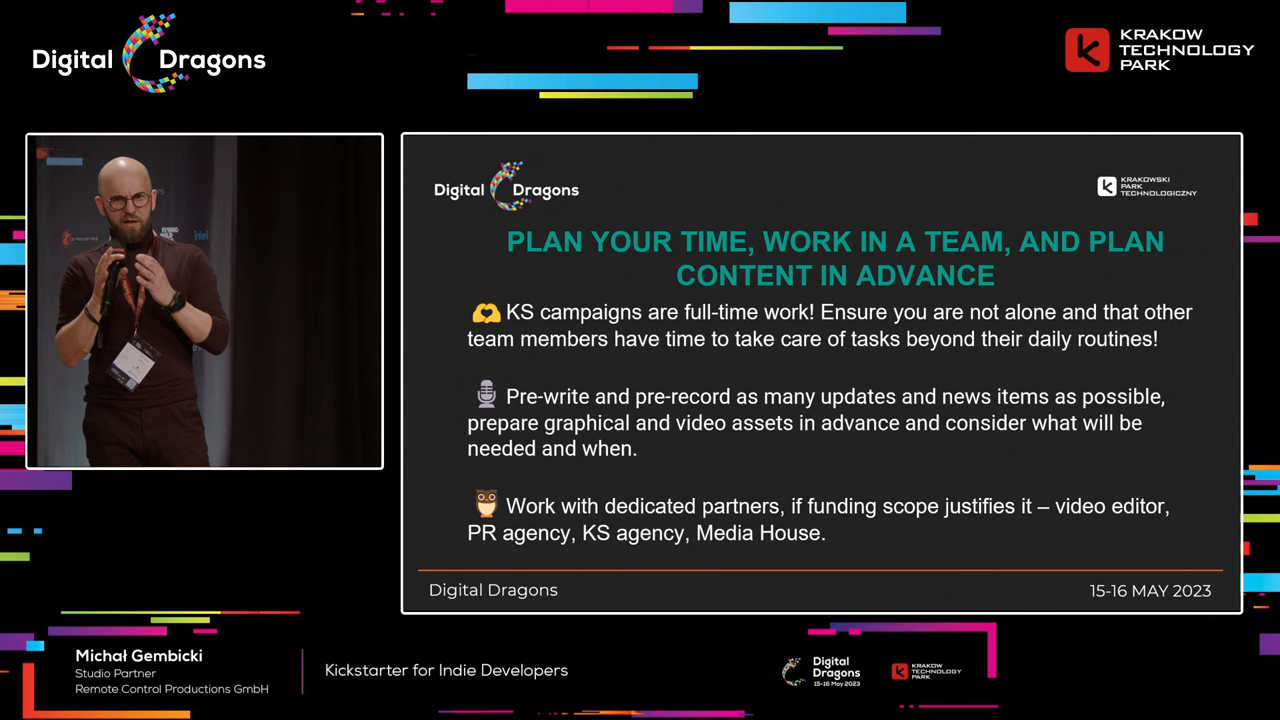 Digital Dragons
KRAKOW
TECHNOLOGY
PARK
intel
Digital Dragons
KRAKOWSKI
PARK
TECHNOLOGICZNY
PLAN YOUR TIME, WORK IN A TEAM, AND PLAN
CONTENT IN ADVANCE
KS campaigns are full-time work! Ensure you are not alone and that other
team members have time to take care of tasks beyond their daily routines!
Pre-write and pre-record as many updates and news items as possible,
prepare graphical and video assets in advance and consider what will be
needed and when.
Work with dedicated partners, if funding scope justifies it – video editor,
PR agency, KS agency, Media House.
Digital Dragons
15-16 MAY 2023
Michał Gembicki
Studio Partner
Remote Control Productions GmbH
Kickstarter for Indie Developers
Digital
Dragons
15-16 May 2023
KRAKOW
TECHNOLOGY
PARK